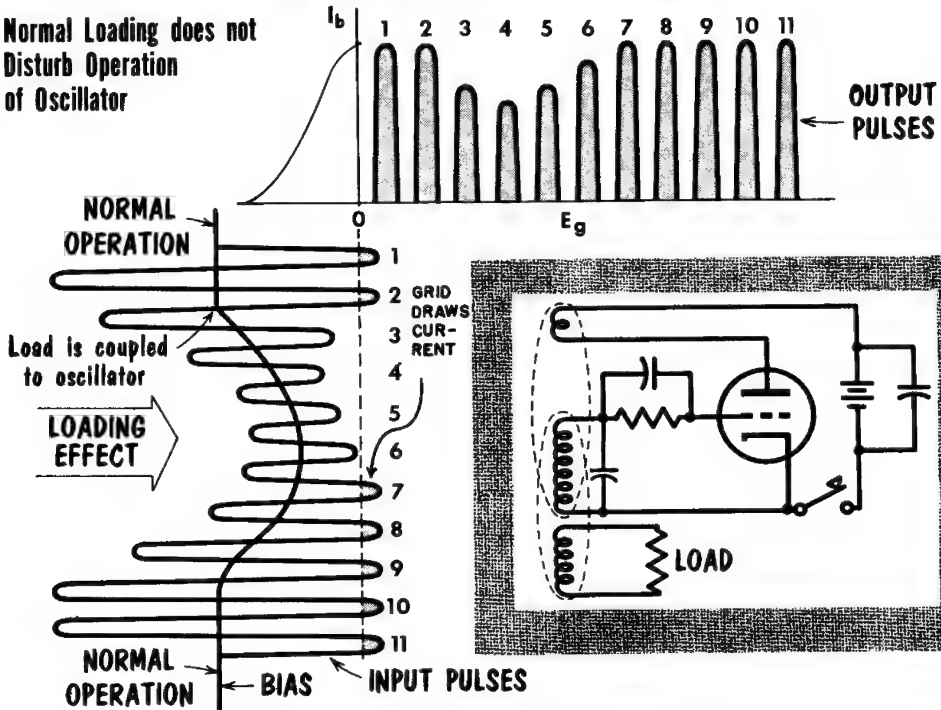 Normal Loading does not
Disturb Operation
of Oscillator
Ib
1 2 3 4 5 6 7 8 9 10 11
OUTPUT
PULSES
0
Eg
NORMAL
OPERATION
1
2
GRID
DRAWS
CUR-
RENT
3
Load is coupled
to oscillator
4
LOADING
EFFECT
5
6
7
8
9
10
11
LOAD
NORMAL
OPERATION
BIAS
INPUT PULSES